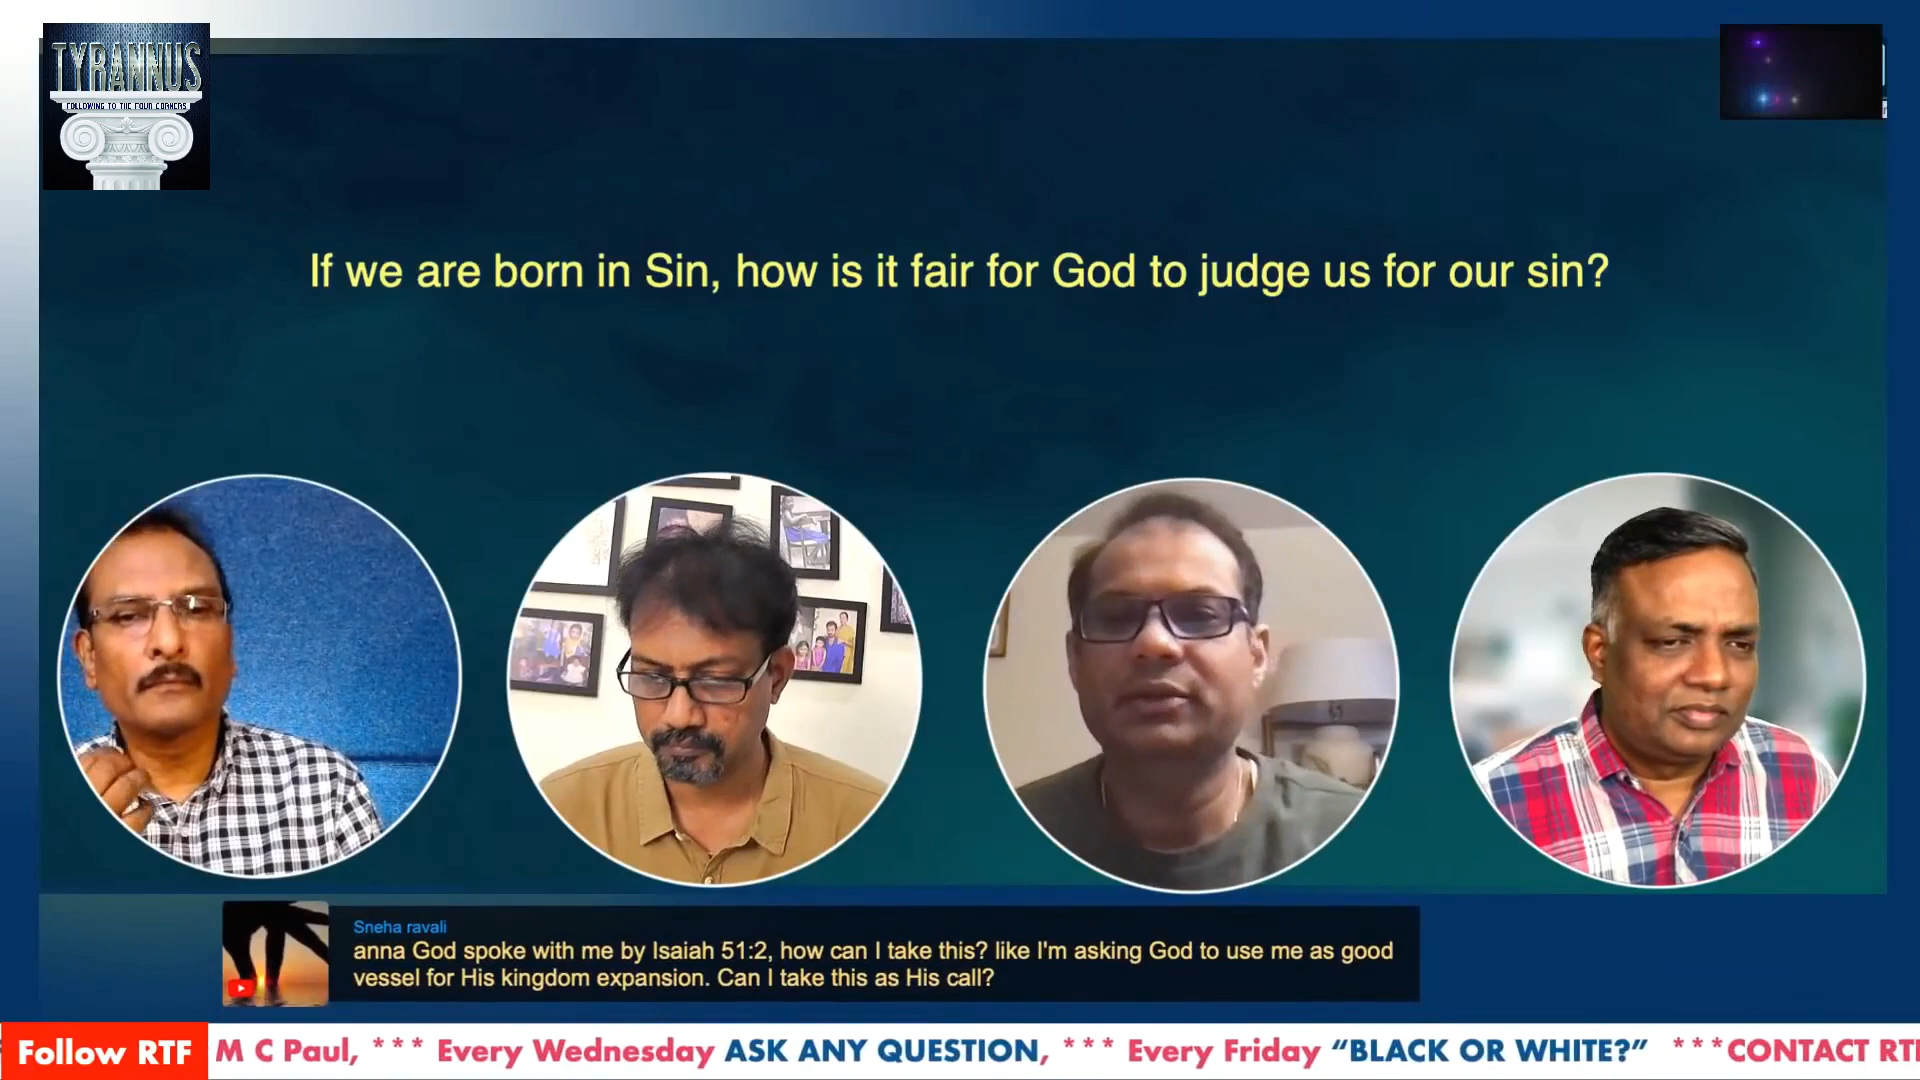 TYRANNUS
FOLLOWING TO THE FOUR CORNERS
If we are born in Sin, how is it fair for God to judge us for our sin?
Sneha ravali
anna God spoke with me by Isaiah 51:2, how can I take this? like I'm asking God to use me as good
vessel for His kingdom expansion. Can I take this as His call?
Follow RTF
M C Paul, *** Every Wednesday ASK ANY QUESTION, *** Every Friday “BLACK OR WHITE?” ***CONTACT RTF